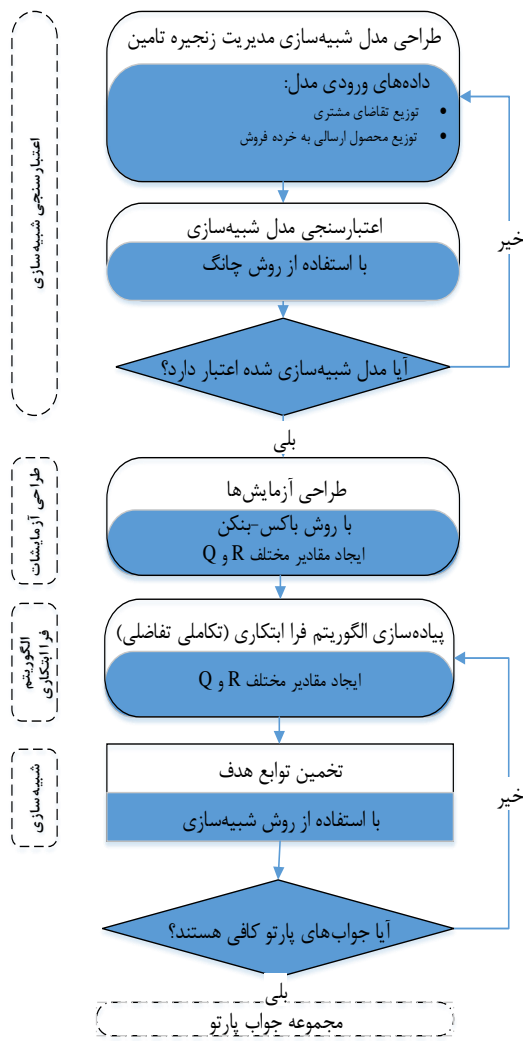 طراحی مدل شبیه‌سازی مدیریت زنجیره تامین
داده‌های ورودی مدل:
• توزیع تقاضای مشتری
• توزیع محصول ارسالی به خرده فروش
اعتبارسنجی شبیه‌سازی
خیر
اعتبارسنجی مدل شبیه‌سازی
با استفاده از روش چانگ
آیا مدل شبیه‌سازی شده اعتبار دارد؟
بلی
طراحی آزمایشات
طراحی آزمایش‌ها
با روش باکس-بنکن
ایجاد مقادیر مختلف R و Q
الگوریتم
فرا ابتکاری
پیاده‌سازی الگوریتم فرا ابتکاری (تکاملی تفاضلی)
ایجاد مقادیر مختلف R و Q
شبیه‌سازی
تخمین توابع هدف
با استفاده از روش شبیه‌سازی
خیر
آیا جواب‌های پارتو کافی هستند؟
بلی
مجموعه جواب پارتو